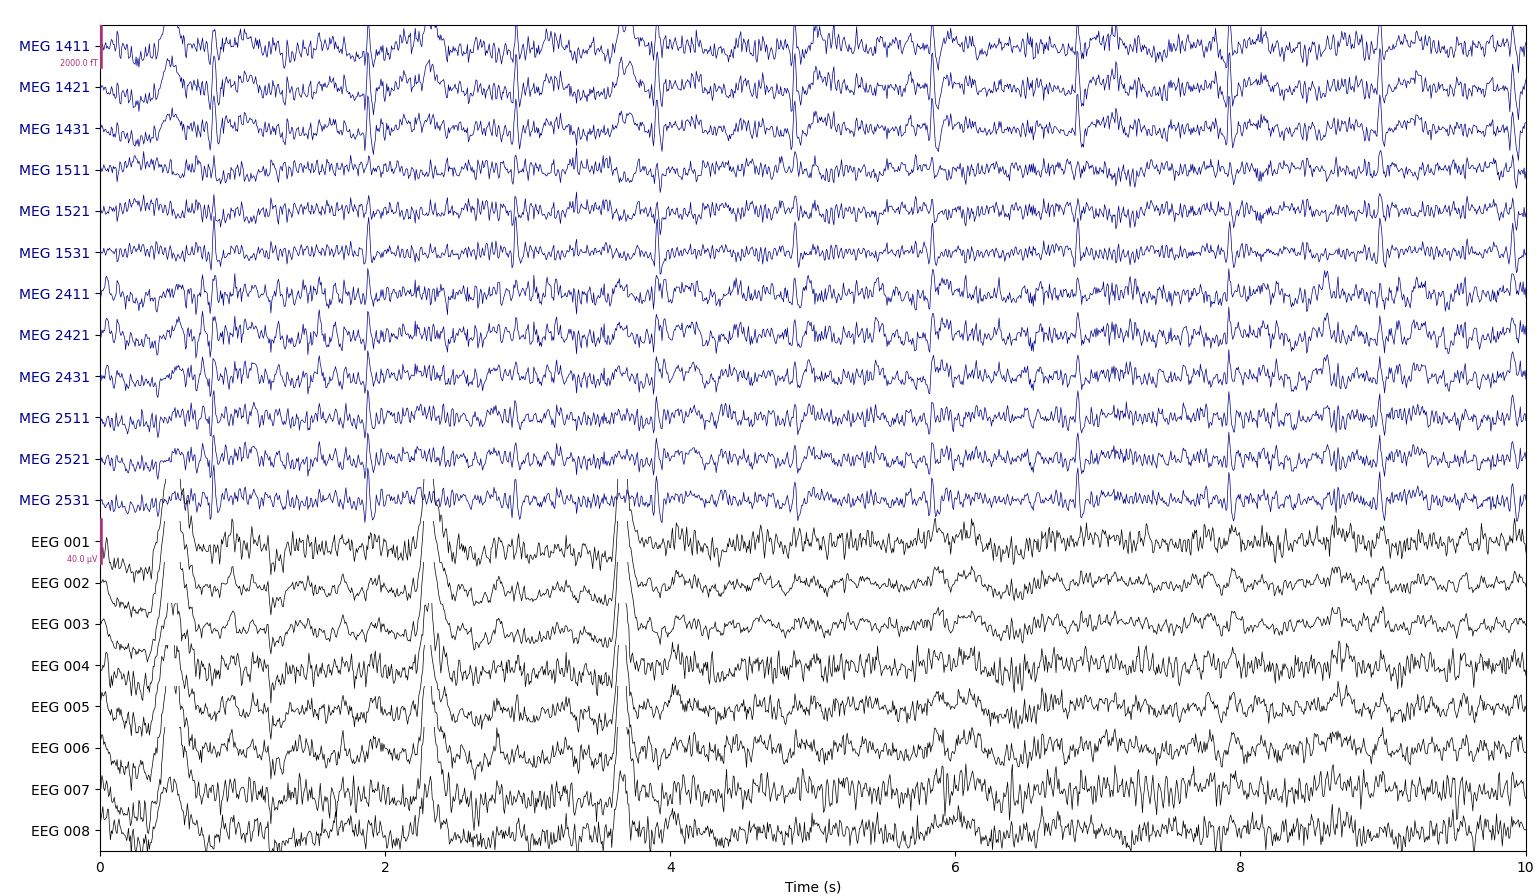 MEG 1411
2000.0 fT
MEG 1421
MEG 1431
MEG 1511
MEG 1521
MEG 1531
MEG 2411
MEG 2421
MEG 2431
MEG 2511
MEG 2521
MEG 2531
EEG 001
40.0 µV
EEG 002
EEG 003
EEG 004
EEG 005
EEG 006
EEG 007
EEG 008
0 2 4 6 8 10
Time (s)